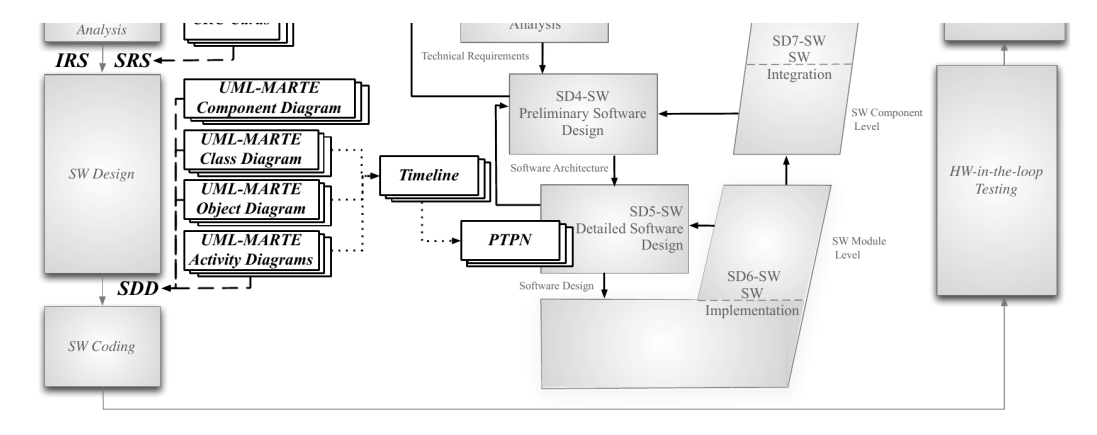 Analysis
IRS SRS
UML-MARTE
Component Diagram
UML-MARTE
Class Diagram
SW Design
UML-MARTE
Object Diagram
UML-MARTE
Activity Diagrams
SDD
SW Coding
Timeline
PTPN
Analysis
Technical Requirements
SD4-SW
Preliminary Software
Design
Software Architecture
SD5-SW
Detailed Software
Design
Software Design
SD7-SW
SW
Integration
SW Component
Level
SW Module
Level
SD6-SW
SW
Implementation
HW-in-the-loop
Testing